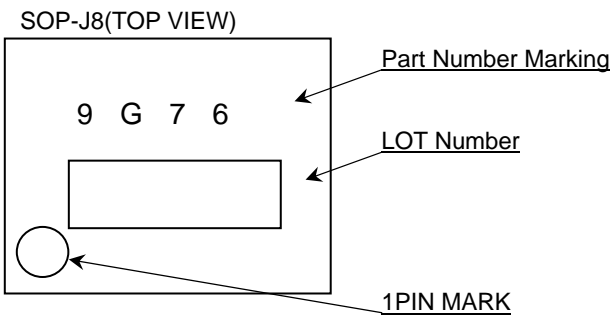 SOP-J8(TOP VIEW)
Part Number Marking
9 G 7 6
LOT Number
1PIN MARK